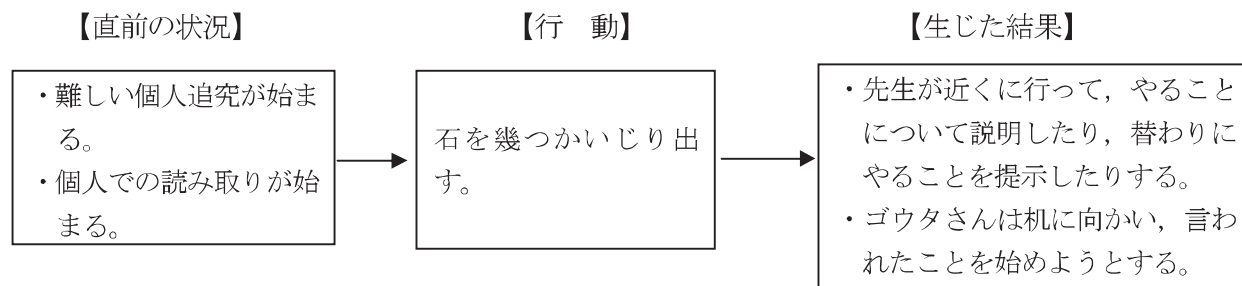 【直前の状況】
【行　動】
【生じた結果】
・難しい個人追究が始ま
る。
・個人での読み取りが始
まる。
石を幾つかいじり出
す。
・先生が近くに行って，やること
について説明したり，替わりに
やることを提示したりする。
・ゴウタさんは机に向かい，言わ
れたことを始めようとする。